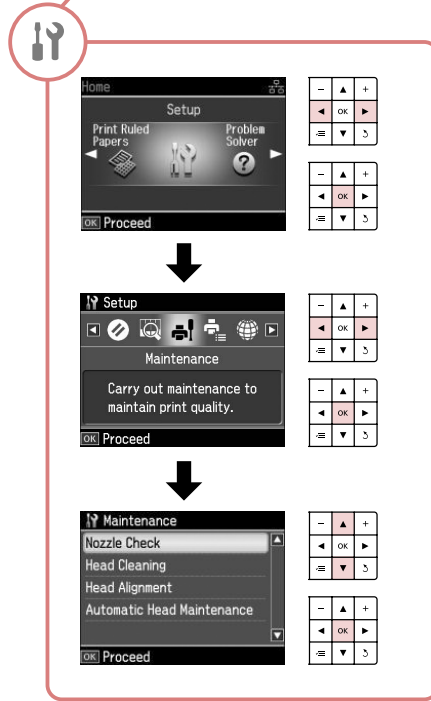 Home
Setup
Print Ruled
Papers
Problem
Solver
?
OK Proceed
- +
OK
- +
OK
Setup
Maintenance
Carry out maintenance to
maintain print quality.
OK Proceed
- +
OK
- +
OK
Maintenance
Nozzle Check
Head Cleaning
Head Alignment
Automatic Head Maintenance
OK Proceed
- +
OK
- +
OK